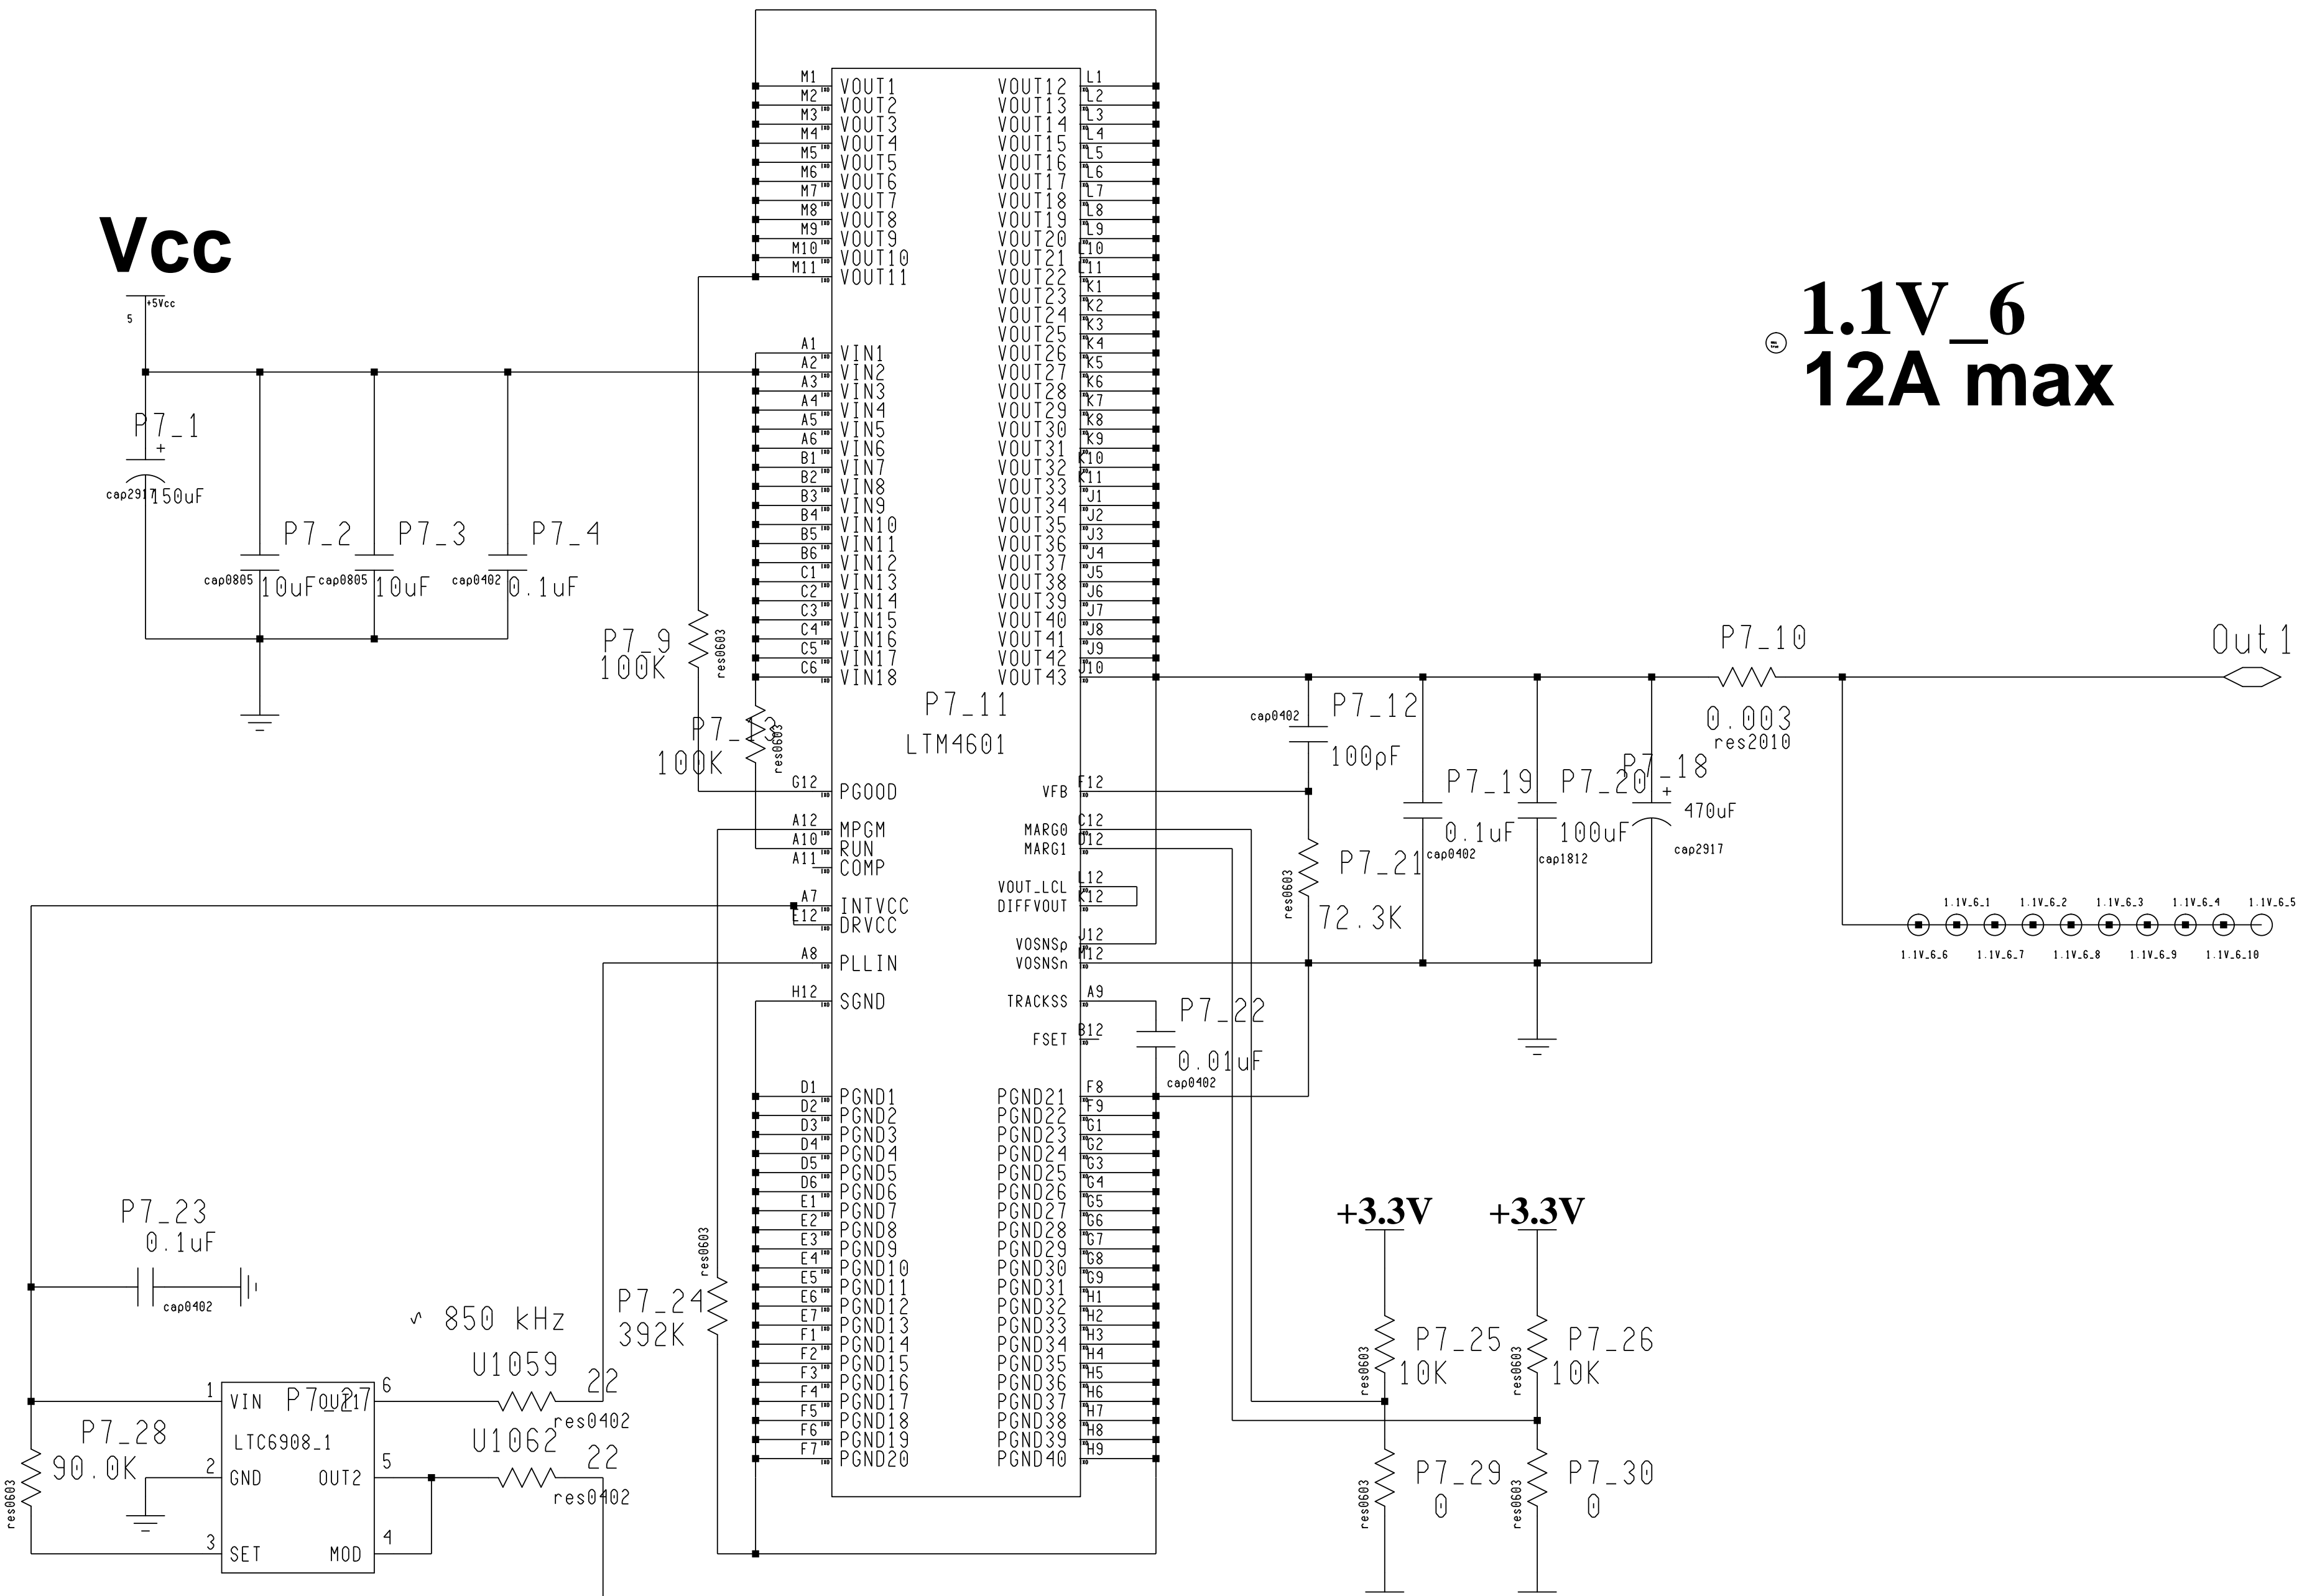 Vcc
+5Vcc
5
1.1V_6
12A max
P7_1
+
cap2917
150uF
P7_2
cap0805
10uF
P7_3
cap0805
10uF
P7_4
cap0402
0.1uF
P7_9
100K
res0603
P7_13
100K
res0603
P7_11
LTM4601
M1 VOUT1
M2 VOUT2
M3 VOUT3
M4 VOUT4
M5 VOUT5
M6 VOUT6
M7 VOUT7
M8 VOUT8
M9 VOUT9
M10 VOUT10
M11 VOUT11
A1 VIN1
A2 VIN2
A3 VIN3
A4 VIN4
A5 VIN5
A6 VIN6
B1 VIN7
B2 VIN8
B3 VIN9
B4 VIN10
B5 VIN11
B6 VIN12
C1 VIN13
C2 VIN14
C3 VIN15
C4 VIN16
C5 VIN17
C6 VIN18
G12 PGOOD
A12 MPGM
A10 RUN
A11 COMP
A7 INTVCC
E12 DRVCC
A8 PLLIN
H12 SGND
D1 PGND1
D2 PGND2
D3 PGND3
D4 PGND4
D5 PGND5
D6 PGND6
E1 PGND7
E2 PGND8
E3 PGND9
E4 PGND10
E5 PGND11
E6 PGND12
E7 PGND13
F1 PGND14
F2 PGND15
F3 PGND16
F4 PGND17
F5 PGND18
F6 PGND19
F7 PGND20
VOUT12 L1
VOUT13 L2
VOUT14 L3
VOUT15 L4
VOUT16 L5
VOUT17 L6
VOUT18 L7
VOUT19 L8
VOUT20 L9
VOUT21 L10
VOUT22 L11
VOUT23 K1
VOUT24 K2
VOUT25 K3
VOUT26 K4
VOUT27 K5
VOUT28 K6
VOUT29 K7
VOUT30 K8
VOUT31 K9
VOUT32 K10
VOUT33 K11
VOUT34 J1
VOUT35 J2
VOUT36 J3
VOUT37 J4
VOUT38 J5
VOUT39 J6
VOUT40 J7
VOUT41 J8
VOUT42 J9
VOUT43 J10
VFB F12
MARG0 C12
MARG1 D12
VOUT_LCL L12
DIFFVOUT K12
VOSNSp J12
VOSNSn M12
TRACKSS A9
FSET B12
PGND21 F8
PGND22 F9
PGND23 G1
PGND24 G2
PGND25 G3
PGND26 G4
PGND27 G5
PGND28 G6
PGND29 G7
PGND30 G8
PGND31 G9
PGND32 H1
PGND33 H2
PGND34 H3
PGND35 H4
PGND36 H5
PGND37 H6
PGND38 H7
PGND39 H8
PGND40 H9
cap0402
P7_12
100pF
P7_19
0.1uF
cap0402
P7_20
100uF
cap1812
P7_18
+
470uF
cap2917
P7_10
0.003
res2010
Out1
P7_21
72.3K
res0603
P7_22
0.01uF
cap0402
1.1V_6_1 1.1V_6_2 1.1V_6_3 1.1V_6_4 1.1V_6_5
1.1V_6_6 1.1V_6_7 1.1V_6_8 1.1V_6_9 1.1V_6_10
P7_23
0.1uF
cap0402
~ 850 kHz
U1059
22
res0402
U1062
22
res0402
P7_24
392K
res0603
P7_27
LTC6908_1
1 VIN
2 GND
3 SET
OUT1 6
OUT2 5
MOD 4
P7_28
90.0K
res0603
+3.3V
+3.3V
P7_25
10K
res0603
P7_26
10K
res0603
P7_29
0
res0603
P7_30
0
res0603